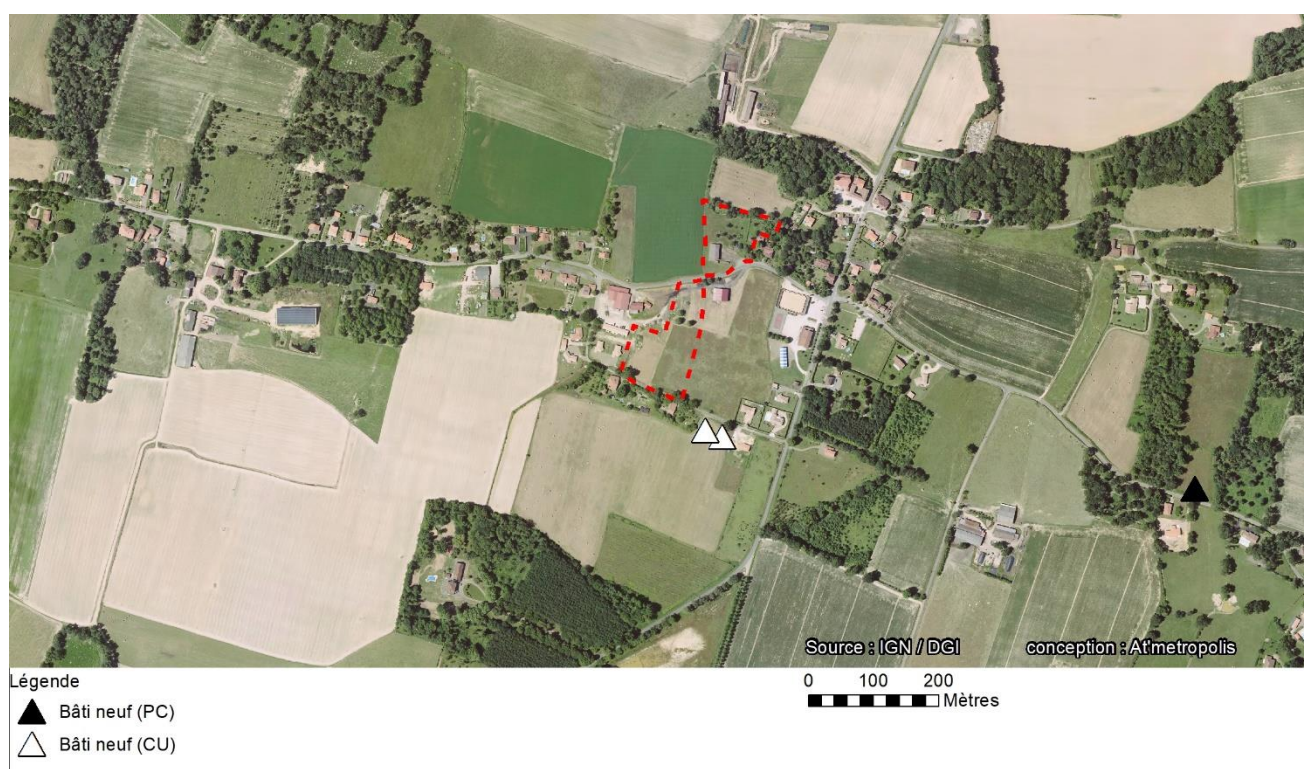 Source : IGN / DGI
conception : At'metropolis
Légende
Bâti neuf (PC)
Bâti neuf (CU)
0 100 200
Mètres